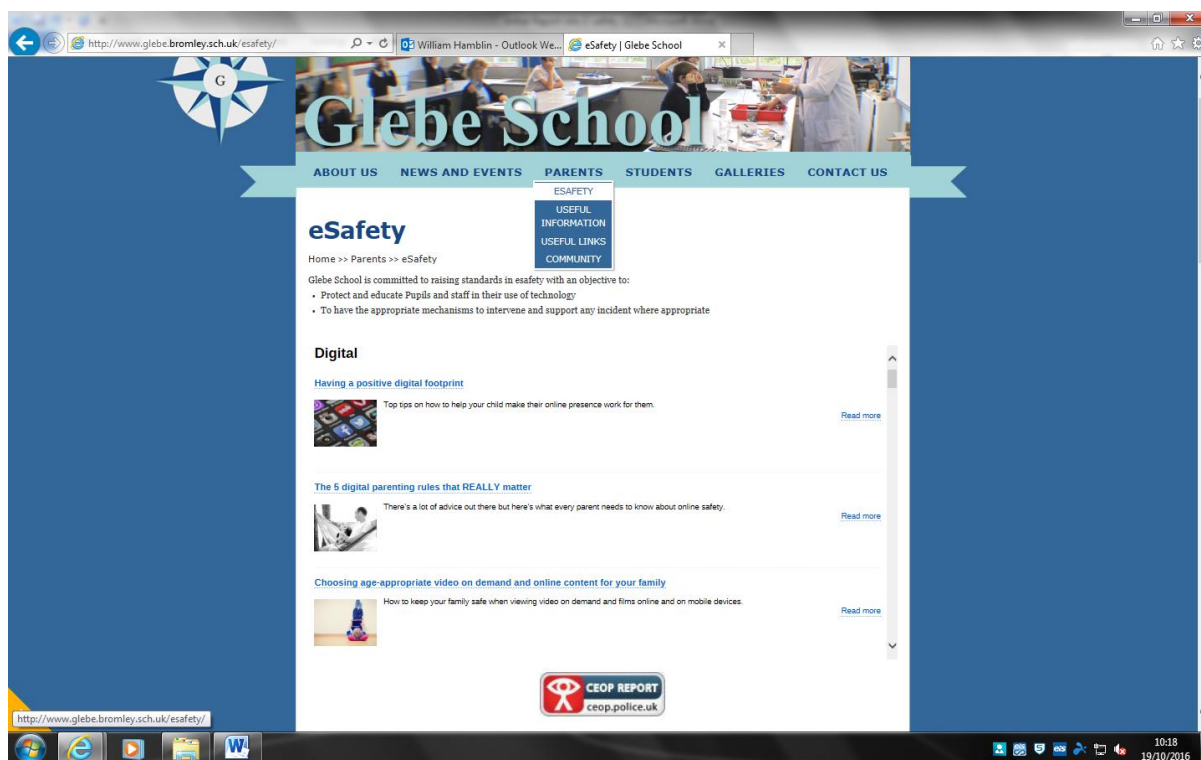 http://www.glebe.bromley.sch.uk/esafety/
William Hamblin - Outlook We...
eSafety | Glebe School
G
Glebe School
ABOUT US NEWS AND EVENTS PARENTS STUDENTS GALLERIES CONTACT US
ESAFETY
USEFUL
INFORMATION
USEFUL LINKS
COMMUNITY
eSafety
Home >> Parents >> eSafety
Glebe School is committed to raising standards in esafety with an objective to:
• Protect and educate Pupils and staff in their use of technology
• To have the appropriate mechanisms to intervene and support any incident where appropriate
Digital
Having a positive digital footprint
Top tips on how to help your child make their online presence work for them.
Read more
The 5 digital parenting rules that REALLY matter
There's a lot of advice out there but here's what every parent needs to know about online safety.
Read more
Choosing age-appropriate video on demand and online content for your family
How to keep your family safe when viewing video on demand and films online and on mobile devices.
Read more
CEOP REPORT
ceop.police.uk
http://www.glebe.bromley.sch.uk/esafety/
10:18
19/10/2016